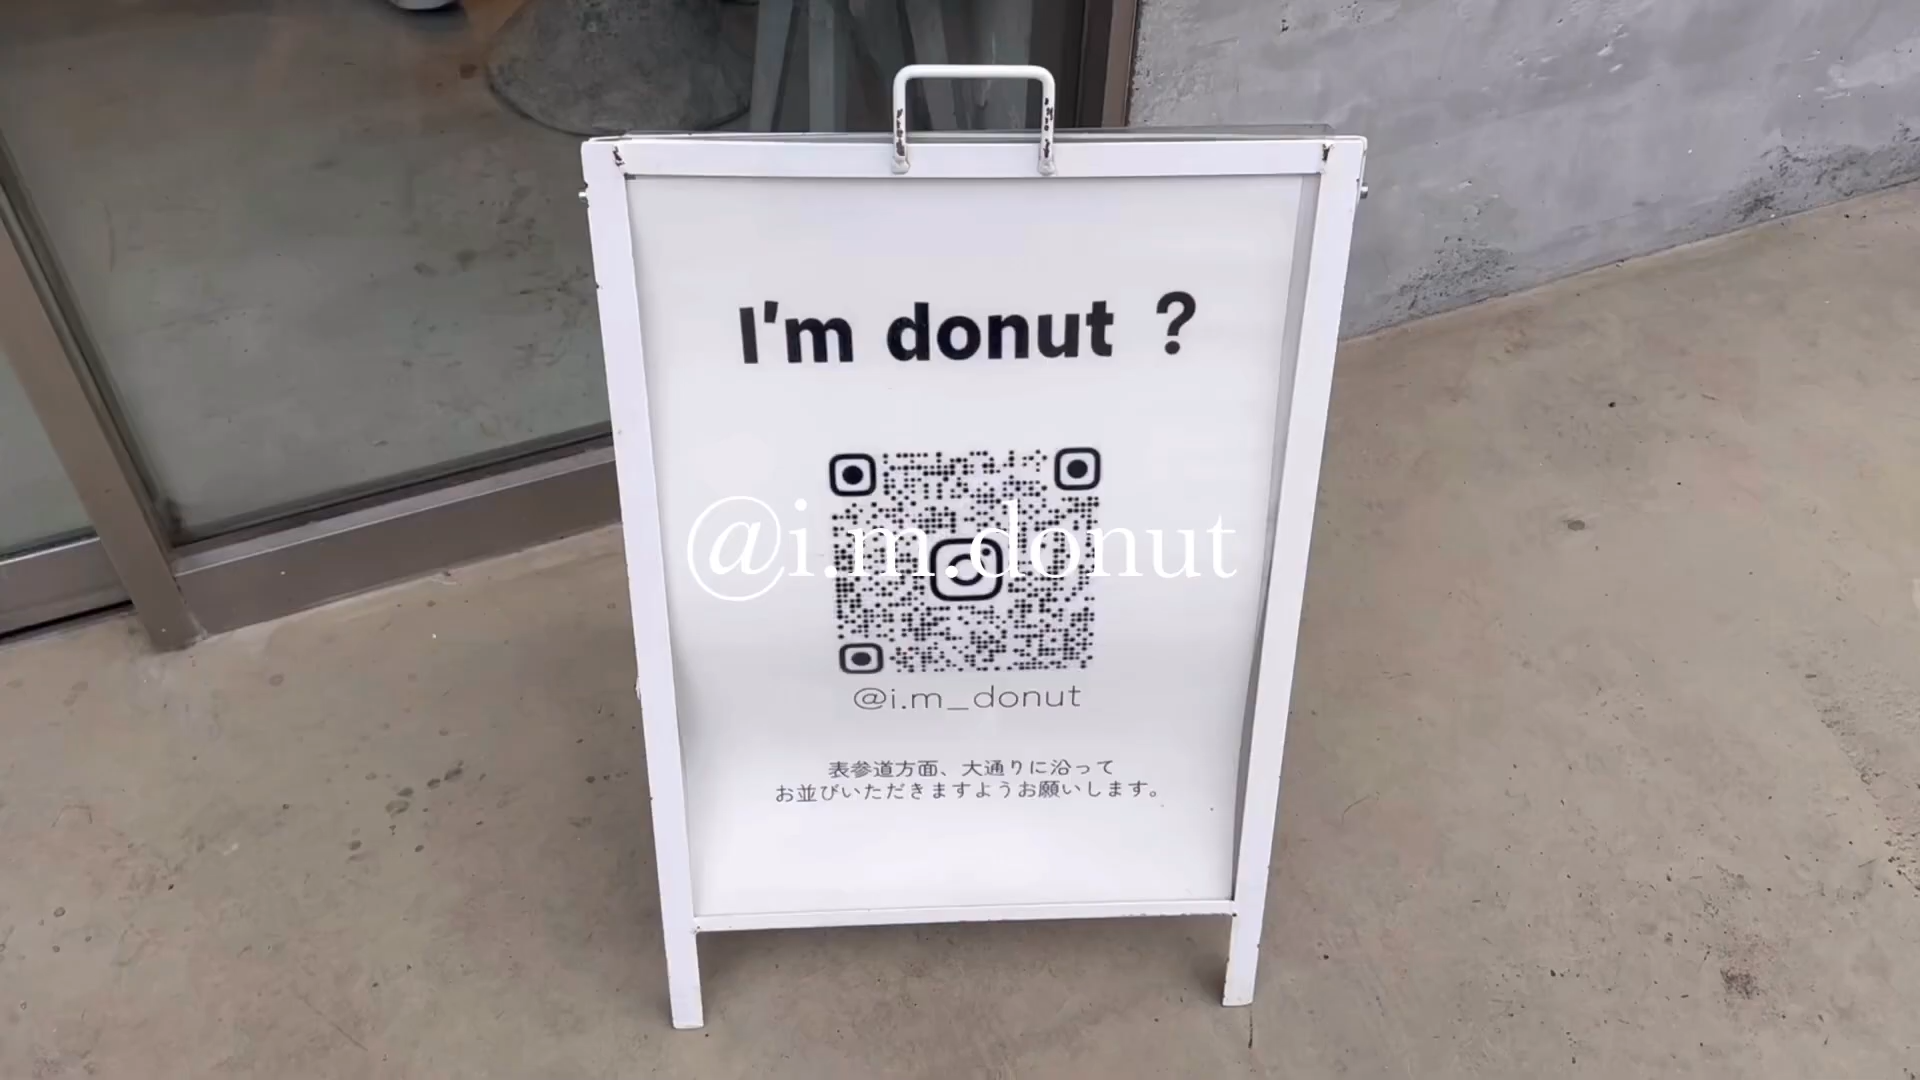 I'm donut ?
@i.m.donut
@i.m_donut
表参道方面、大通りに沿って
お並びいただきますようお願いします。